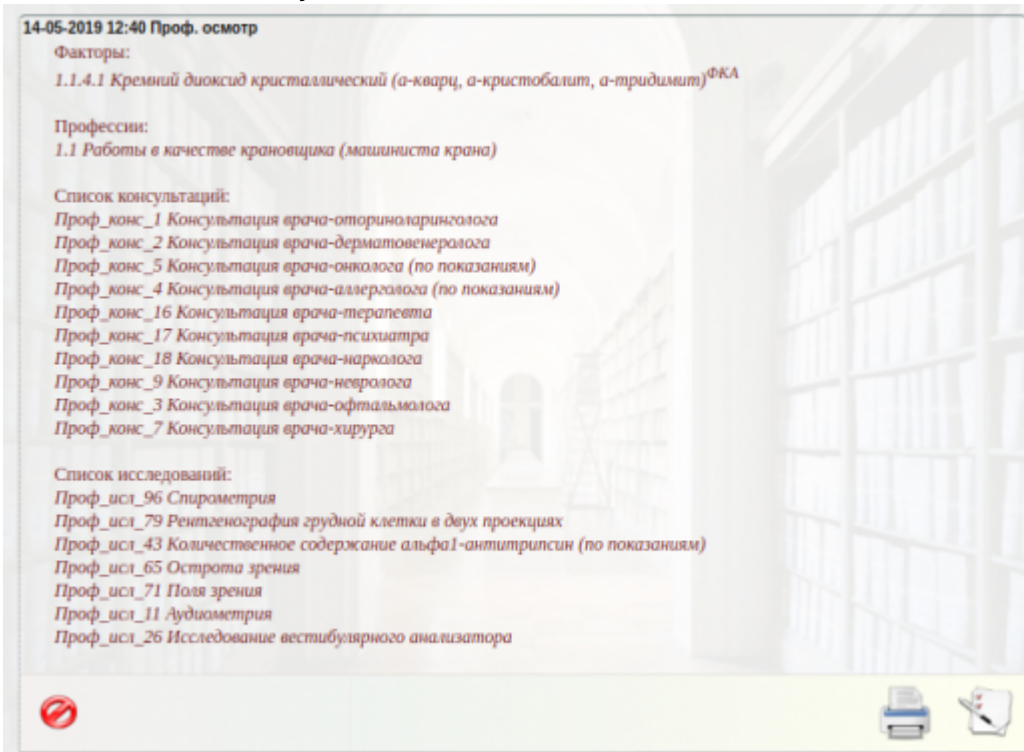 14-05-2019 12:40 Проф. осмотр
Факторы:
1.1.4.1 Кремний диоксид кристаллический (а-кварц, а-кристобалит, а-тридимит)ФКА
Профессии:
1.1 Работы в качестве крановщика (машиниста крана)
Список консультаций:
Проф_конс_1 Консультация врача-оториноларинголога
Проф_конс_2 Консультация врача-дерматовенеролога
Проф_конс_5 Консультация врача-онколога (по показаниям)
Проф_конс_4 Консультация врача-аллерголога (по показаниям)
Проф_конс_16 Консультация врача-терапевта
Проф_конс_17 Консультация врача-психиатра
Проф_конс_18 Консультация врача-нарколога
Проф_конс_9 Консультация врача-невролога
Проф_конс_3 Консультация врача-офтальмолога
Проф_конс_7 Консультация врача-хирурга
Список исследований:
Проф_исл_96 Спирометрия
Проф_исл_79 Рентгенография грудной клетки в двух проекциях
Проф_исл_43 Количественное содержание альфа1-антитрипсин (по показаниям)
Проф_исл_65 Острота зрения
Проф_исл_71 Поля зрения
Проф_исл_11 Аудиометрия
Проф_исл_26 Исследование вестибулярного анализатора